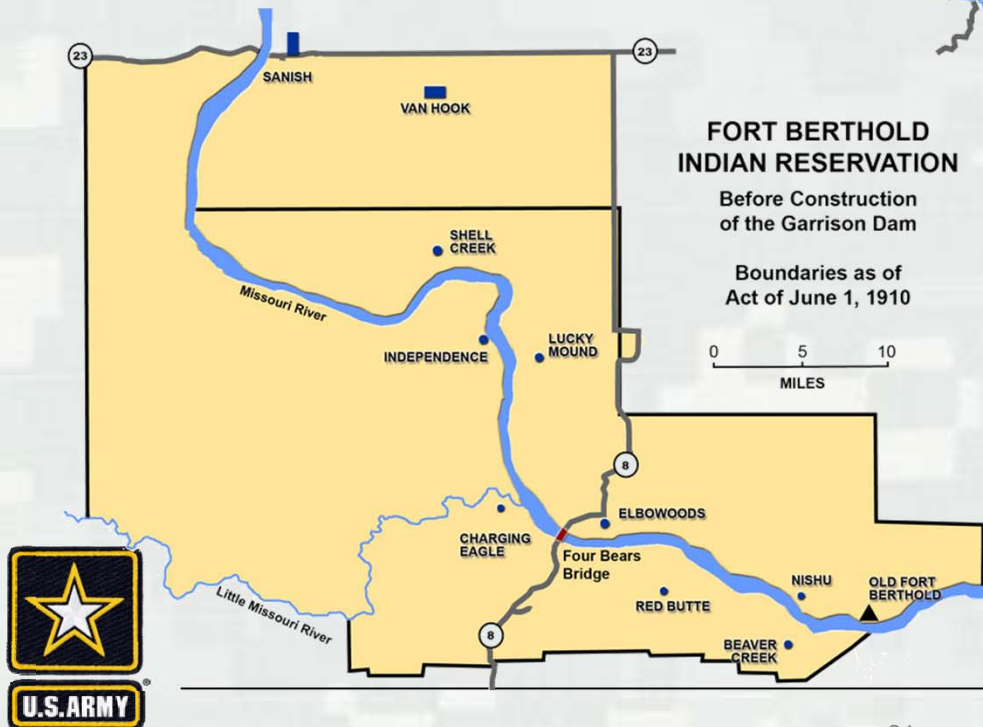 23
23
SANISH
VAN HOOK
FORT BERTHOLD
INDIAN RESERVATION
Before Construction
of the Garrison Dam
Boundaries as of
Act of June 1, 1910
0 5 10
MILES
SHELL
CREEK
Missouri River
INDEPENDENCE
LUCKY
MOUND
8
ELBOWOODS
CHARGING
EAGLE
Four Bears
Bridge
NISHU
OLD FORT
BERTHOLD
RED BUTTE
Little Missouri River
8
BEAVER
CREEK
U.S.ARMY
®